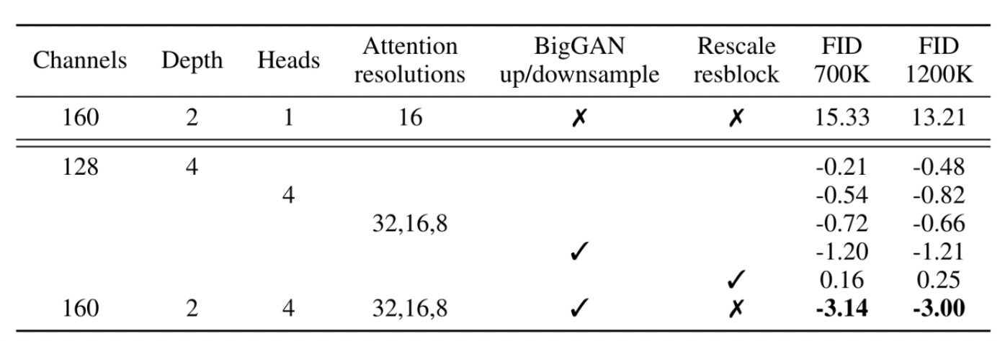 Channels Depth Heads Attention resolutions BigGAN up/downsample Rescale resblock FID 700K FID 1200K
160 2 1 16 ✗ ✗ 15.33 13.21
128 4 -0.21 -0.48
4 -0.54 -0.82
32,16,8 -0.72 -0.66
✓ -1.20 -1.21
✓ 0.16 0.25
160 2 4 32,16,8 ✓ ✗ -3.14 -3.00